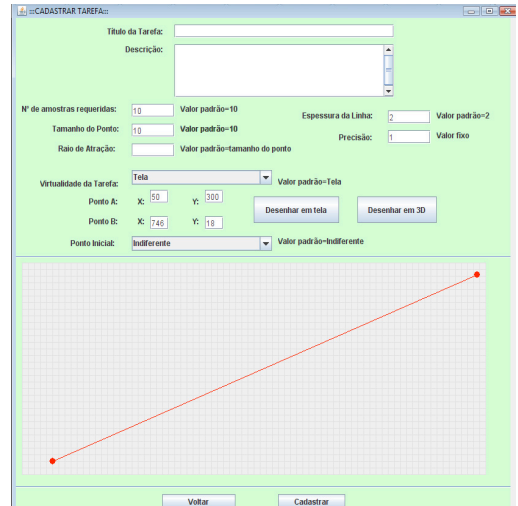 :::CADASTRAR TAREFA:::
Título da Tarefa:
Descrição:
Nº de amostras requeridas: 10 Valor padrão=10 Espessura da Linha: 2 Valor padrão=2
Tamanho do Ponto: 10 Valor padrão=10 Precisão: 1 Valor fixo
Raio de Atração: Valor padrão=tamanho do ponto
Virtualidade da Tarefa: Tela Valor padrão=Tela
Ponto A: X: 50 Y: 300 Desenhar em tela Desenhar em 3D
Ponto B: X: 746 Y: 18
Ponto Inicial: Indiferente Valor padrão=Indiferente
Voltar Cadastrar